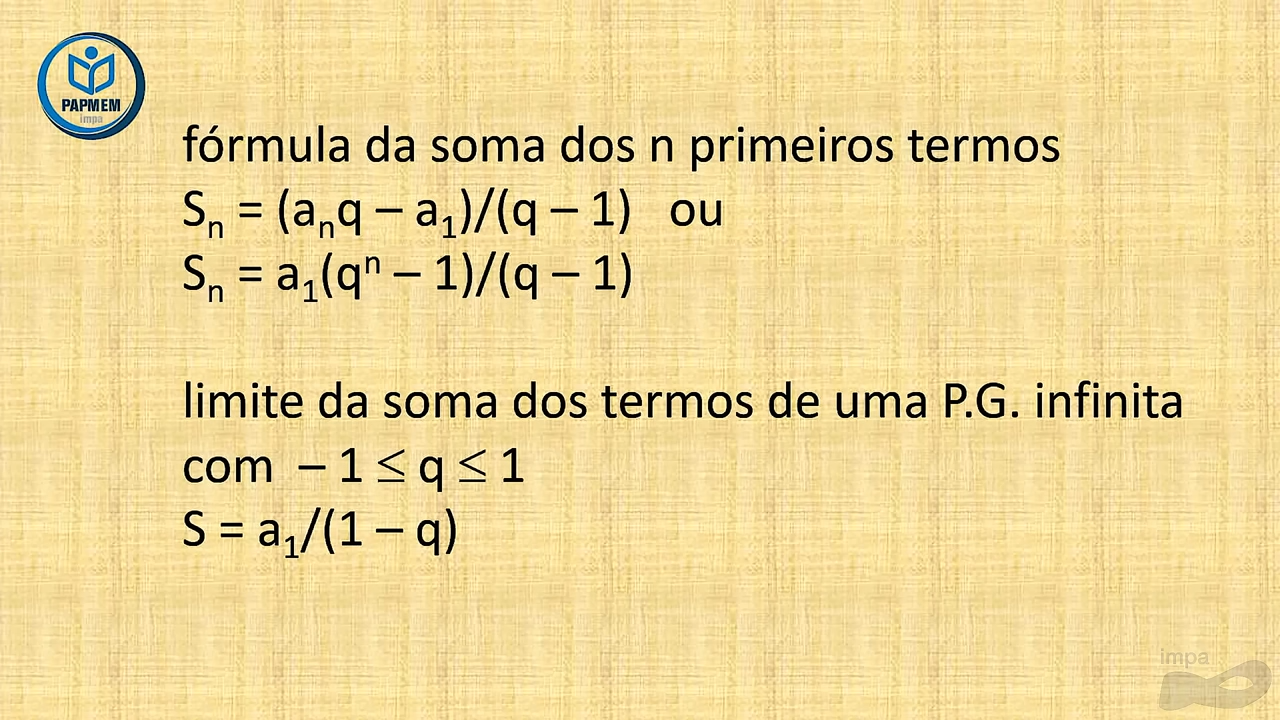 PAPMEM
impa
fórmula da soma dos n primeiros termos
Sₙ = (aₙq – a₁)/(q – 1) ou
Sₙ = a₁(qⁿ – 1)/(q – 1)
limite da soma dos termos de uma P.G. infinita
com – 1 ≤ q ≤ 1
S = a₁/(1 – q)
impa